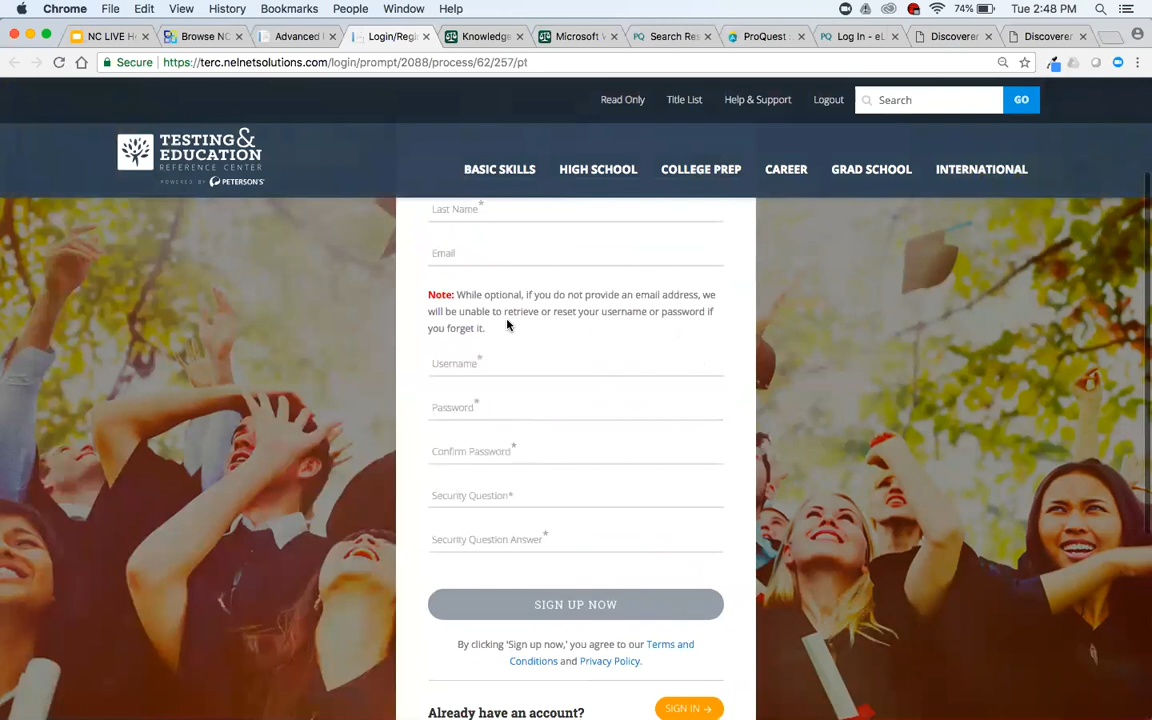 Chrome File Edit View History Bookmarks People Window Help 74% Tue 2:48 PM
NC LIVE H Browse NC Advanced Login/Regi Knowledge Microsoft Search Res ProQuest Log In - eL Discoverer Discoverer
Secure https://terc.nelnetsolutions.com/login/prompt/2088/process/62/257/pt
Read Only Title List Help & Support Logout Search GO
TESTING &
EDUCATION
REFERENCE CENTER
POWERED BY PETERSON'S
BASIC SKILLS HIGH SCHOOL COLLEGE PREP CAREER GRAD SCHOOL INTERNATIONAL
Last Name*
Email
Note: While optional, if you do not provide an email address, we
will be unable to retrieve or reset your username or password if
you forget it.
Username*
Password*
Confirm Password*
Security Question*
Security Question Answer*
SIGN UP NOW
By clicking 'Sign up now,' you agree to our Terms and
Conditions and Privacy Policy.
Already have an account? SIGN IN →